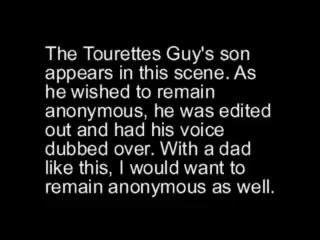 The Tourettes Guy's son
appears in this scene. As
he wished to remain
anonymous, he was edited
out and had his voice
dubbed over. With a dad
like this, I would want to
remain anonymous as well.